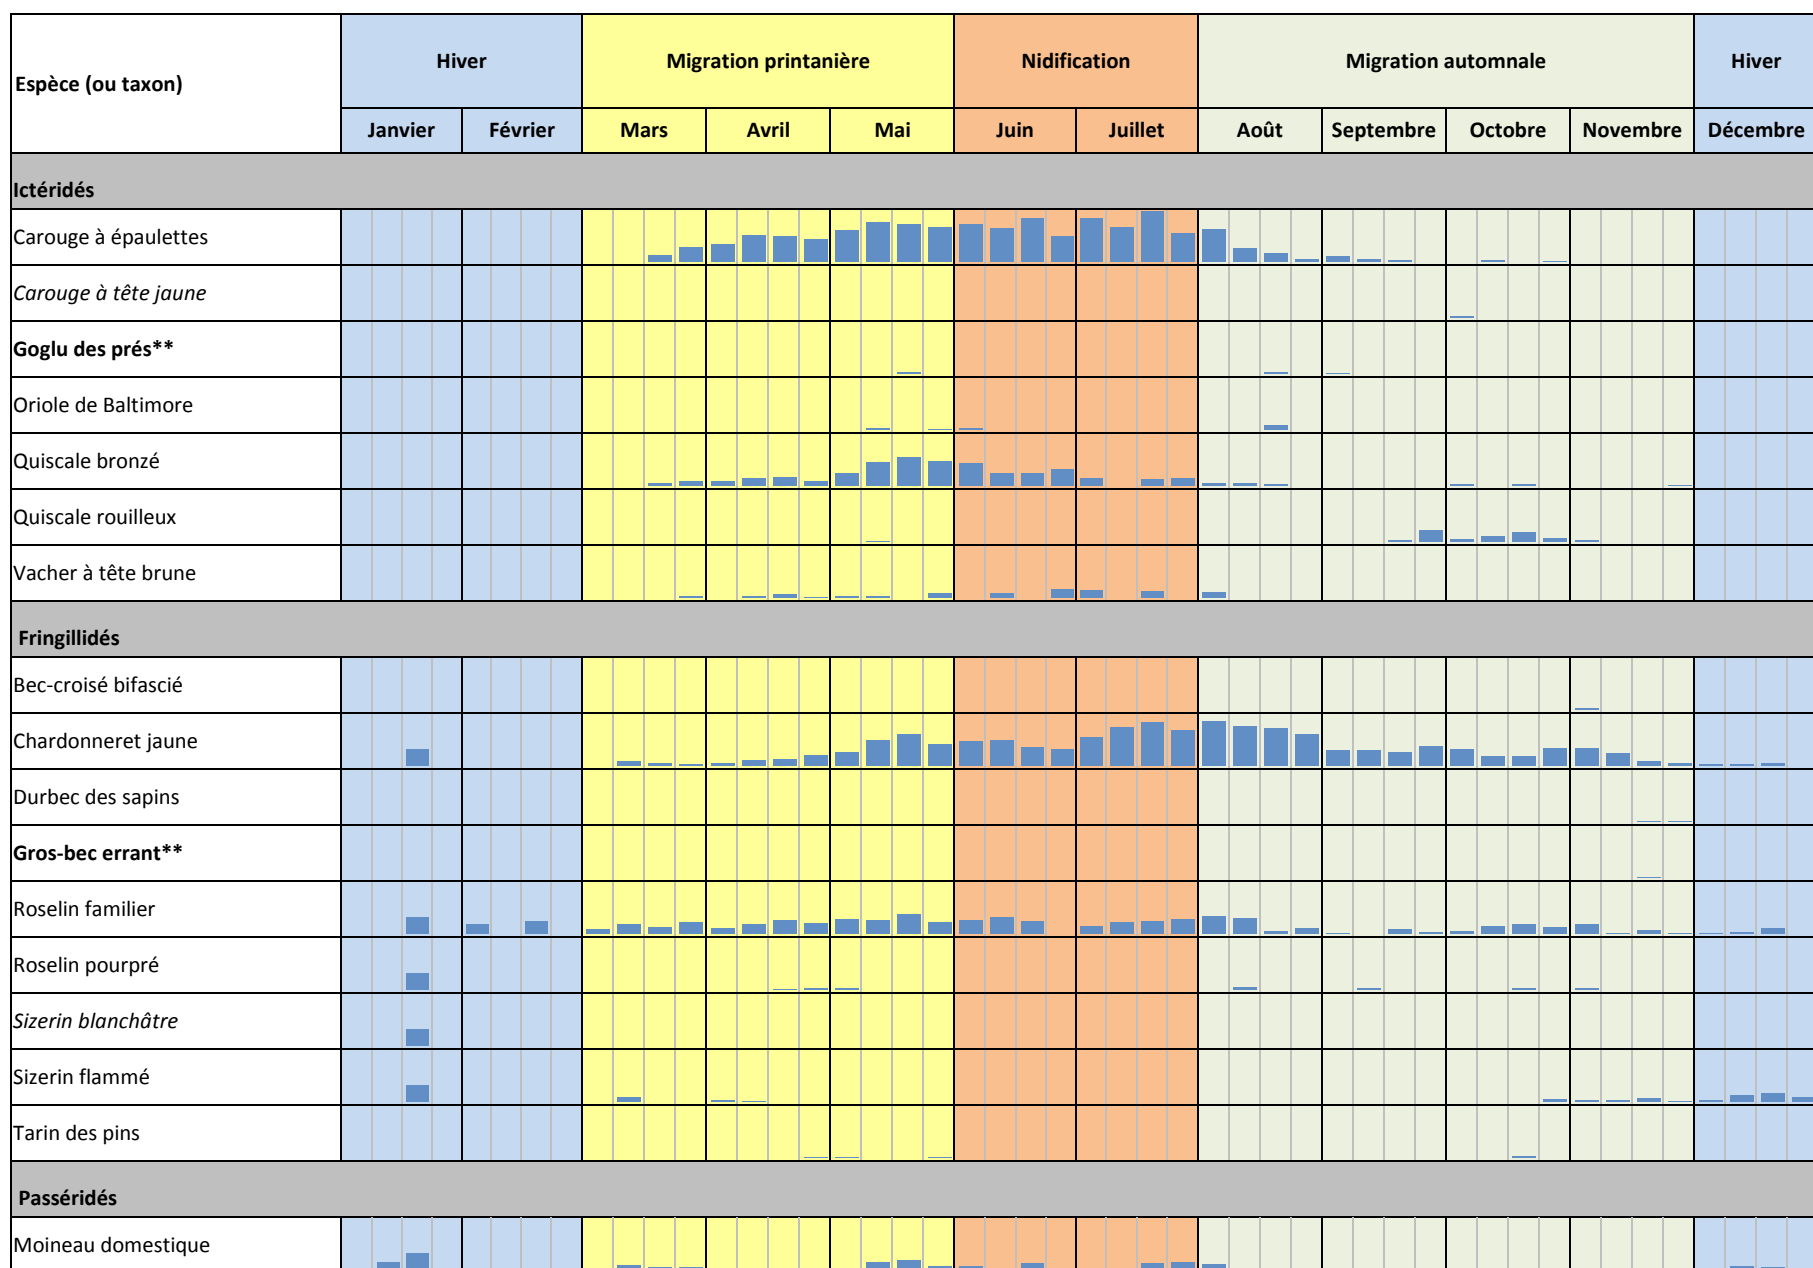 Espèce (ou taxon)
Hiver
Migration printanière
Nidification
Migration automnale
Hiver
Janvier
Février
Mars
Avril
Mai
Juin
Juillet
Août
Septembre
Octobre
Novembre
Décembre
Ictéridés
Carouge à épaulettes
Carouge à tête jaune
Goglu des prés**
Oriole de Baltimore
Quiscale bronzé
Quiscale rouilleux
Vacher à tête brune
Fringillidés
Bec-croisé bifascié
Chardonneret jaune
Durbec des sapins
Gros-bec errant**
Roselin familier
Roselin pourpré
Sizerin blanchâtre
Sizerin flammé
Tarin des pins
Passéridés
Moineau domestique